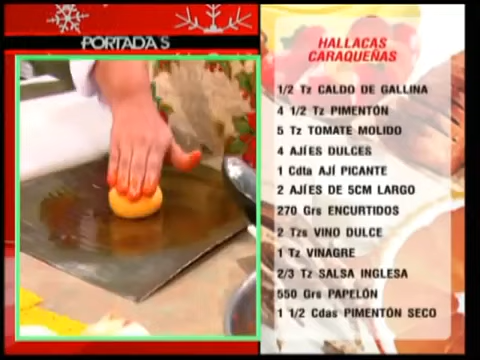 PORTADAS
HALLACAS
CARAQUEÑAS
1/2 Tz CALDO DE GALLINA
4 1/2 Tz PIMENTÓN
5 Tz TOMATE MOLIDO
4 AJÍES DULCES
1 Cdta AJÍ PICANTE
2 AJÍES DE 5CM LARGO
270 Grs ENCURTIDOS
2 Tzs VINO DULCE
1 Tz VINAGRE
2/3 Tz SALSA INGLESA
550 Grs PAPELÓN
1 1/2 Cdas PIMENTÓN SECO